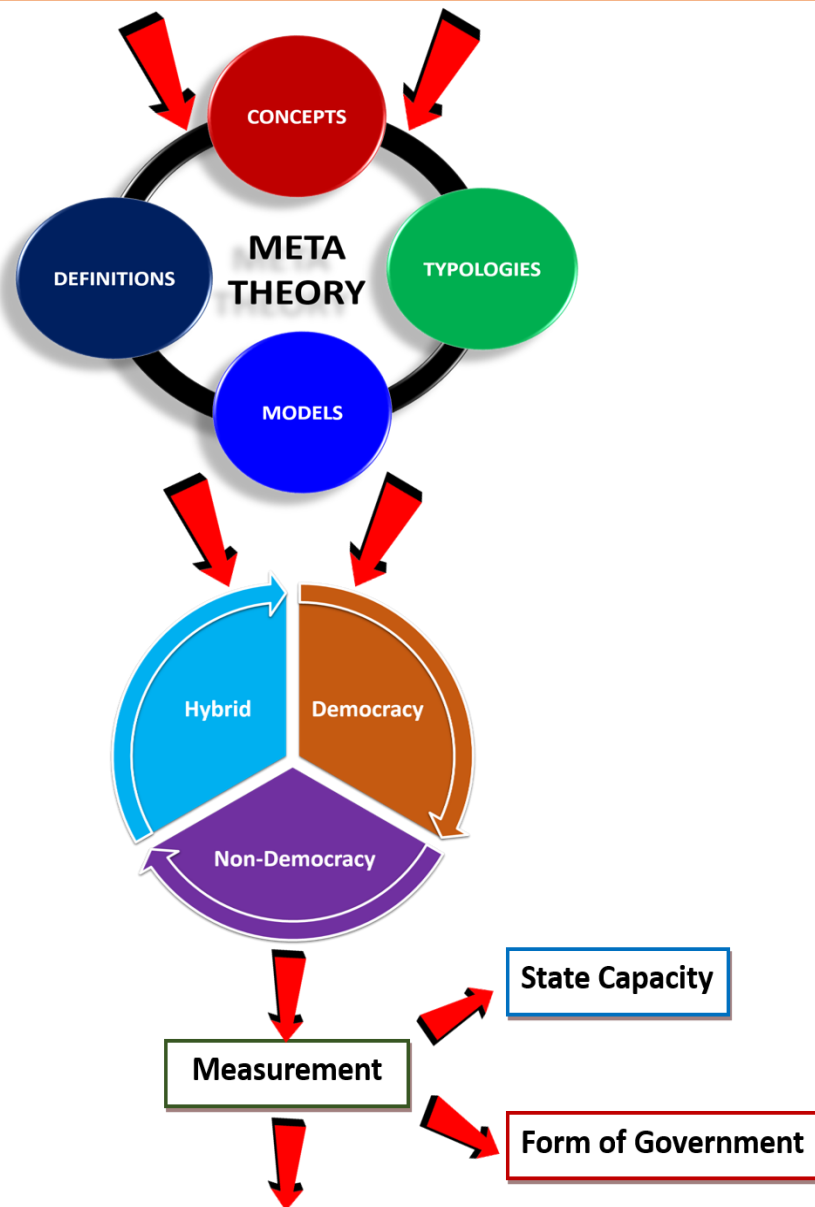 CONCEPTS
DEFINITIONS
META
THEORY
TYPOLOGIES
MODELS
Hybrid
Democracy
Non-Democracy
State Capacity
Measurement
Form of Government